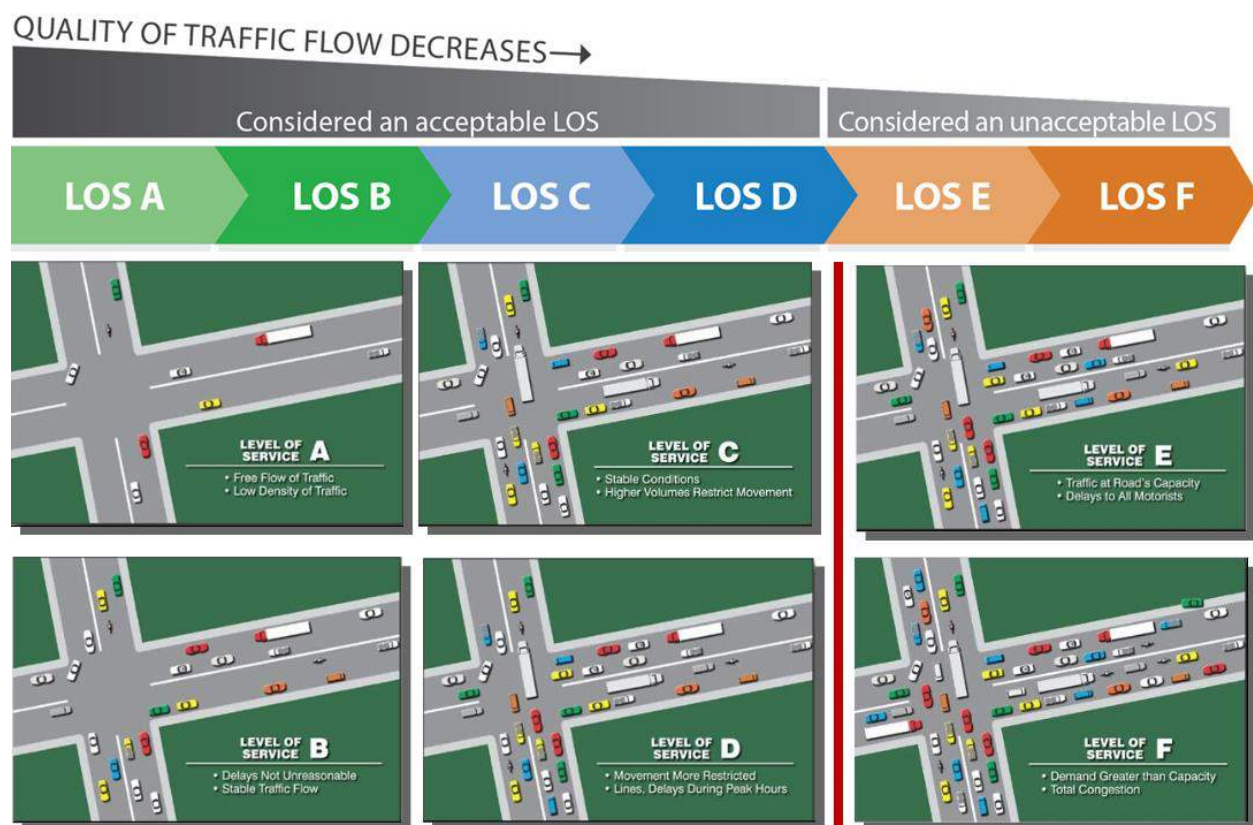 QUALITY OF TRAFFIC FLOW DECREASES→
Considered an acceptable LOS
Considered an unacceptable LOS
LOS A
LOS B
LOS C
LOS D
LOS E
LOS F
LEVEL OF
SERVICE A
• Free Flow of Traffic
• Low Density of Traffic
LEVEL OF
SERVICE C
• Stable Conditions
• Higher Volumes Restrict Movement
LEVEL OF
SERVICE E
• Traffic at Road's Capacity
• Delays to All Motorists
LEVEL OF
SERVICE B
• Delays Not Unreasonable
• Stable Traffic Flow
LEVEL OF
SERVICE D
• Movement More Restricted
• Lines, Delays During Peak Hours
LEVEL OF
SERVICE F
• Demand Greater than Capacity
• Total Congestion